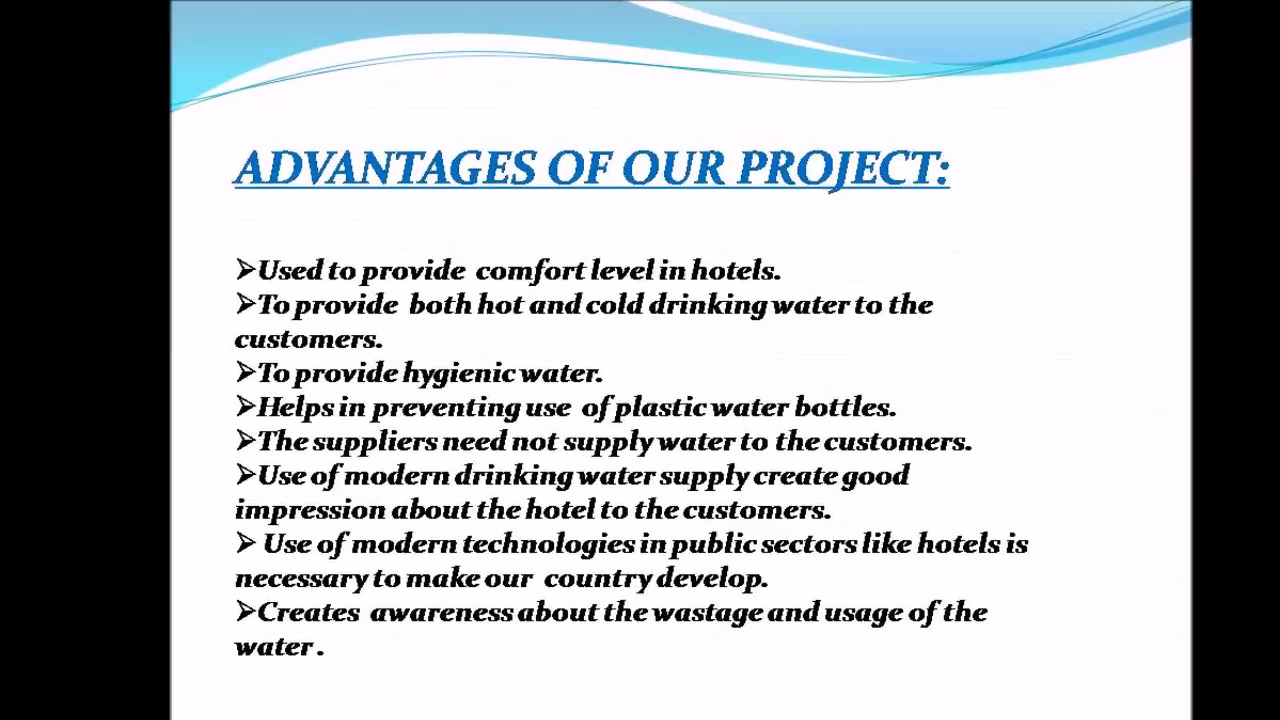 ADVANTAGES OF OUR PROJECT:
➢Used to provide comfort level in hotels.
➢To provide both hot and cold drinking water to the
customers.
➢To provide hygienic water.
➢Helps in preventing use of plastic water bottles.
➢The suppliers need not supply water to the customers.
➢Use of modern drinking water supply create good
impression about the hotel to the customers.
➢ Use of modern technologies in public sectors like hotels is
necessary to make our country develop.
➢Creates awareness about the wastage and usage of the
water .